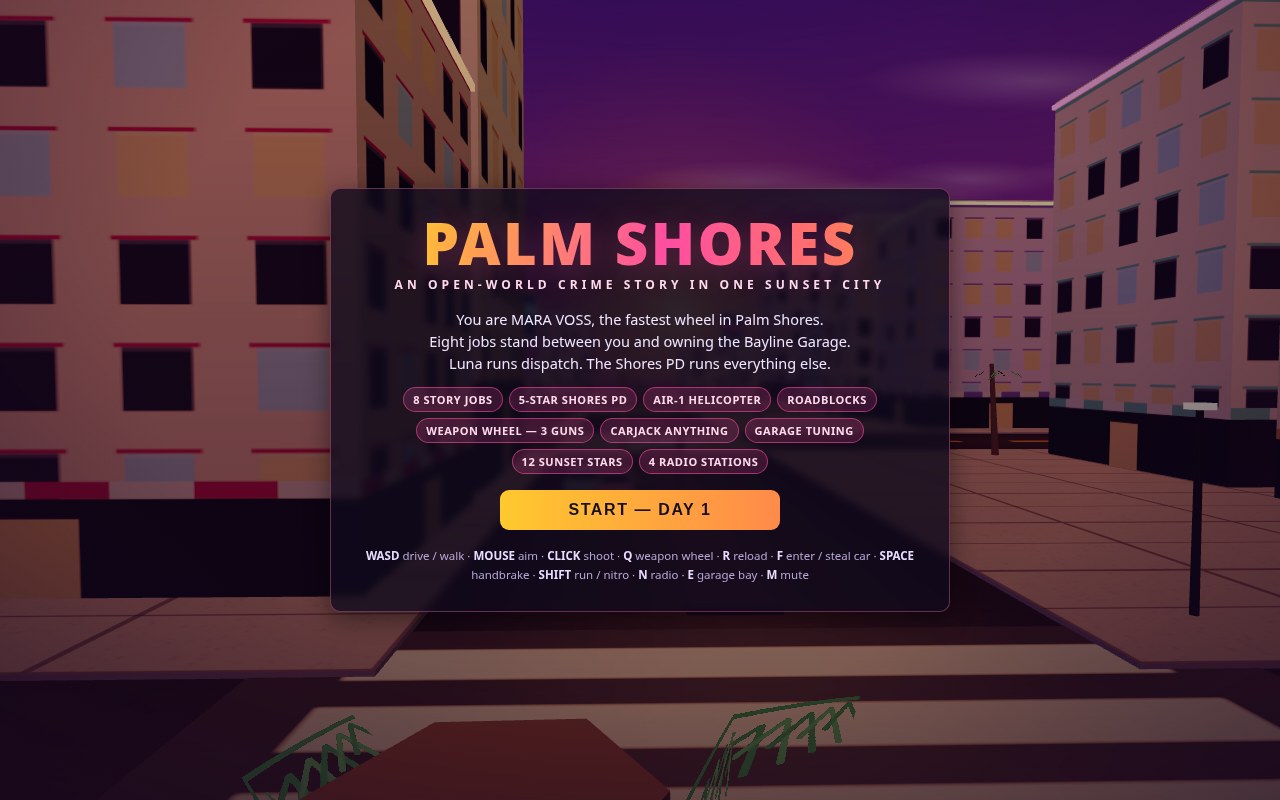 PALM SHORES
AN OPEN-WORLD CRIME STORY IN ONE SUNSET CITY
You are MARA VOSS, the fastest wheel in Palm Shores.
Eight jobs stand between you and owning the Bayline Garage.
Luna runs dispatch. The Shores PD runs everything else.
8 STORY JOBS 5-STAR SHORES PD AIR-1 HELICOPTER ROADBLOCKS
WEAPON WHEEL — 3 GUNS CARJACK ANYTHING GARAGE TUNING
12 SUNSET STARS 4 RADIO STATIONS
START — DAY 1
WASD drive / walk · MOUSE aim · CLICK shoot · Q weapon wheel · R reload · F enter / steal car · SPACE
handbrake · SHIFT run / nitro · N radio · E garage bay · M mute